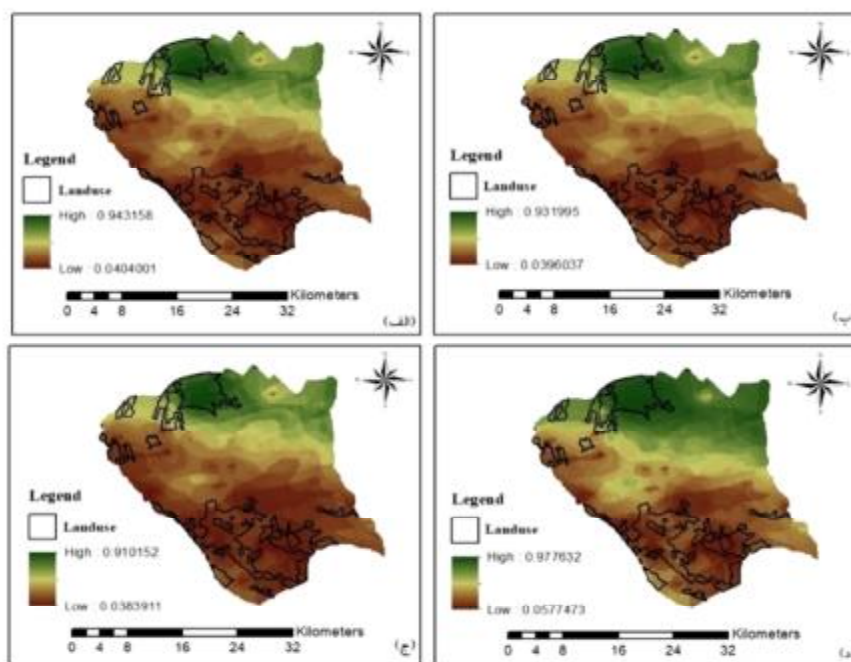 Legend
Landuse
High : 0.943158
Low : 0.0404001
Kilometers
0 4 8 16 24 32
(الف)
Legend
Landuse
High : 0.931995
Low : 0.0396037
Kilometers
0 4 8 16 24 32
Legend
Landuse
High : 0.910152
Low : 0.0383911
Kilometers
0 4 8 16 24 32
(ج)
Legend
Landuse
High : 0.977632
Low : 0.0577473
Kilometers
0 4 8 16 24 32
(د